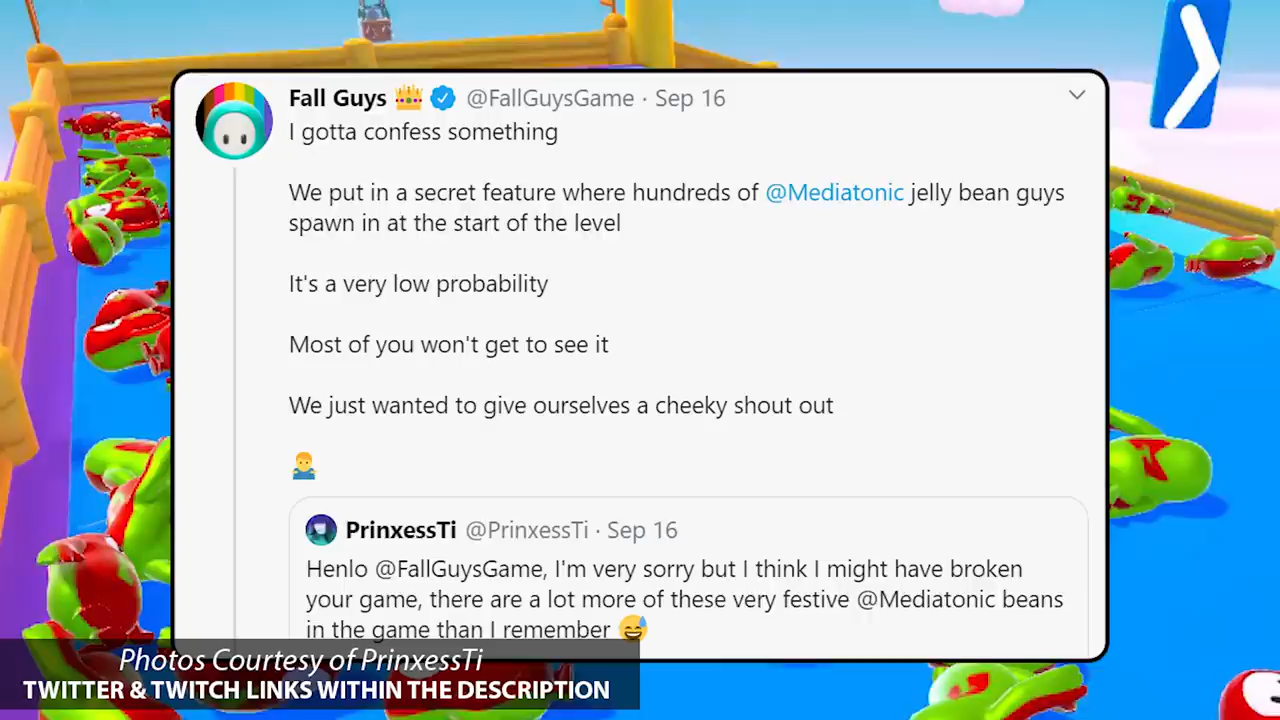 Fall Guys 👑 @FallGuysGame · Sep 16
I gotta confess something
We put in a secret feature where hundreds of @Mediatonic jelly bean guys
spawn in at the start of the level
It's a very low probability
Most of you won't get to see it
We just wanted to give ourselves a cheeky shout out
🤷‍♂️
PrinxessTi @PrinxessTi · Sep 16
Henlo @FallGuysGame, I'm very sorry but I think I might have broken
your game, there are a lot more of these very festive @Mediatonic beans
in the game than I remember 😅
Photos Courtesy of PrinxessTi
TWITTER & TWITCH LINKS WITHIN THE DESCRIPTION